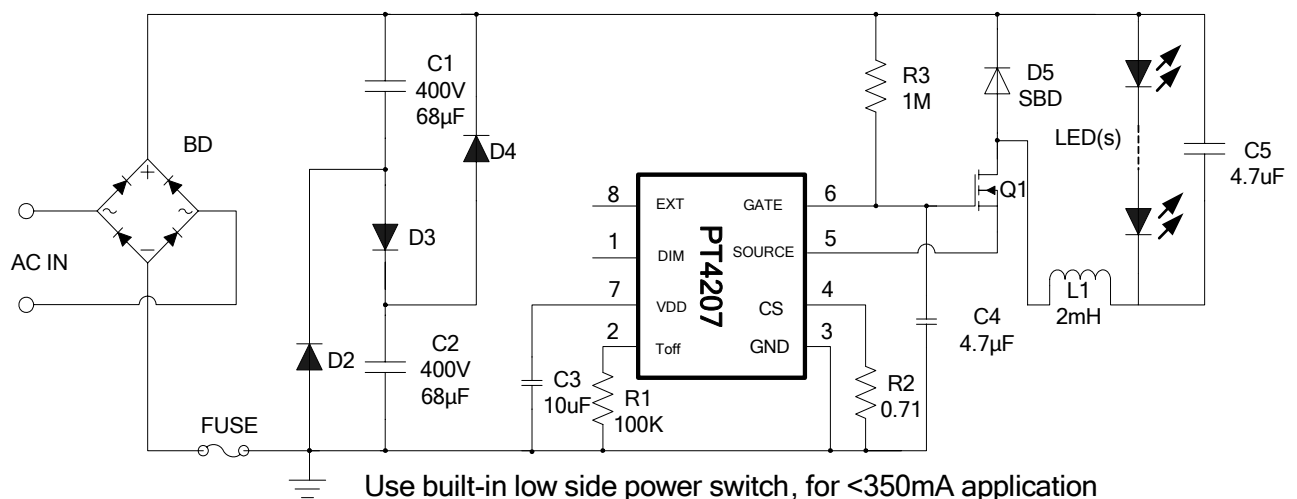 C1
400V
68µF
R3
1M
D5
SBD
BD
D4
LED(s)
C5
4.7uF
+
~
~
−
AC IN
D3
8
EXT
GATE
6
Q1
1
DIM
PT4207
SOURCE
5
7
VDD
CS
4
L1
2mH
2
Toff
GND
3
C4
4.7µF
D2
C2
400V
68µF
C3
10uF
R1
100K
R2
0.71
FUSE
Use built-in low side power switch, for <350mA application